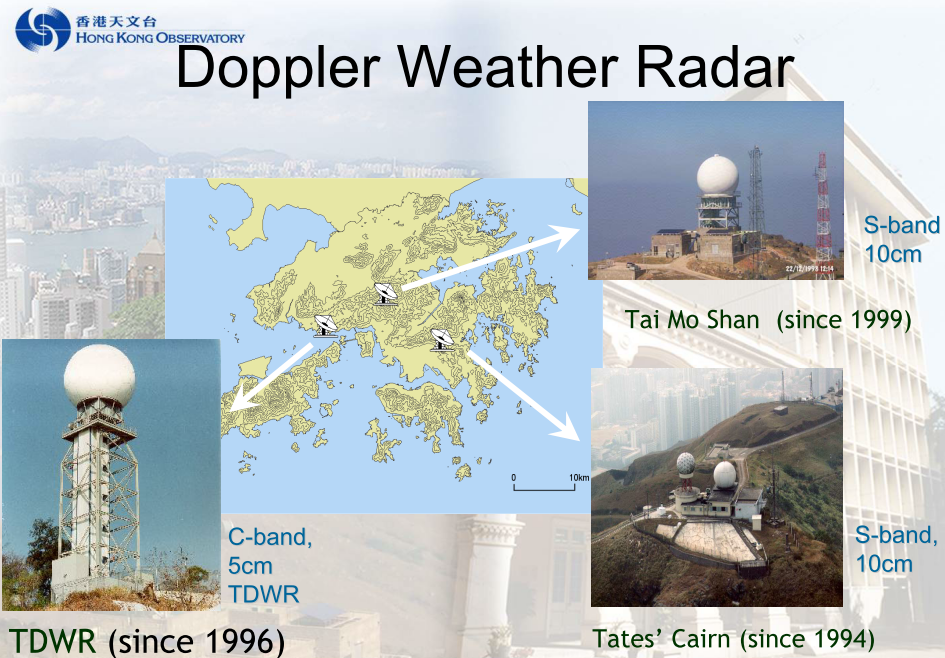 香港天文台
HONG KONG OBSERVATORY
Doppler Weather Radar
22/12/1998 12:14
S-band
10cm
Tai Mo Shan (since 1999)
0 10km
C-band,
5cm
TDWR
S-band,
10cm
TDWR (since 1996)
Tates’ Cairn (since 1994)